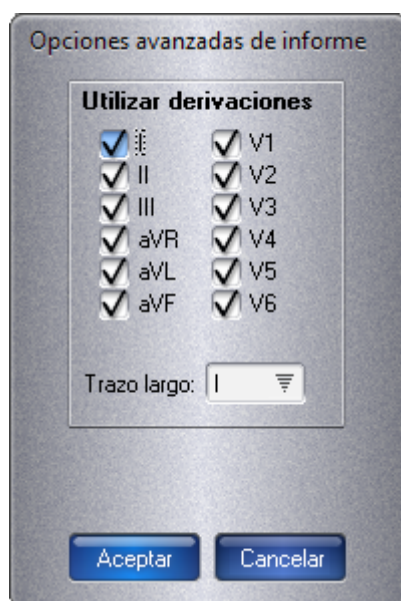 Opciones avanzadas de informe
Utilizar derivaciones
I V1
II V2
III V3
aVR V4
aVL V5
aVF V6
Trazo largo: I
Aceptar Cancelar